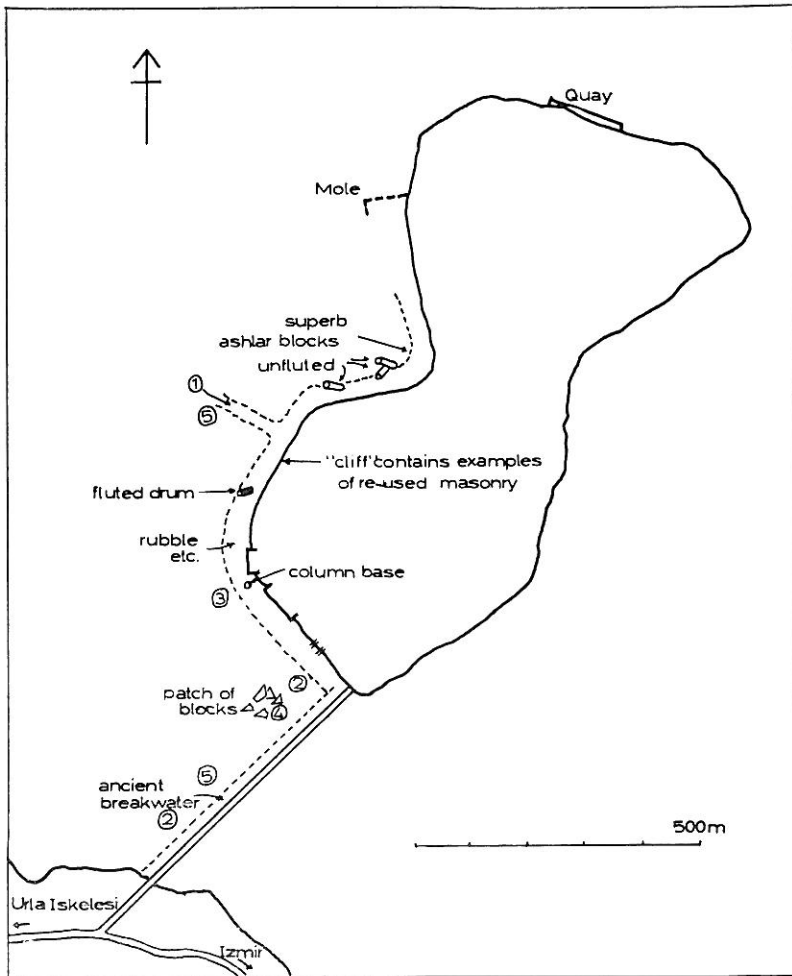 Quay
Mole
superb
ashlar blocks
unfluted
①
⑤
"cliff" contains examples
of re-used masonry
fluted drum
rubble
etc.
column base
③
②
patch of
blocks
④
⑤
ancient
breakwater
②
500m
Urla Iskelesi
Izmir